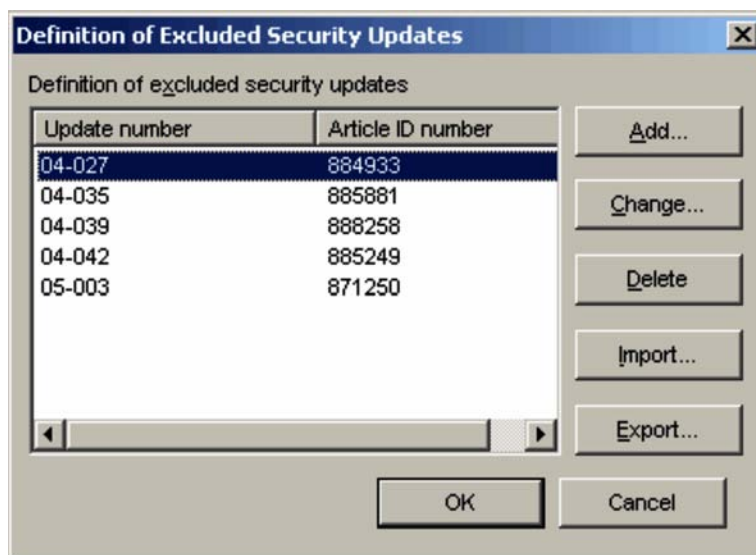 Definition of Excluded Security Updates
Definition of excluded security updates
Update number Article ID number
04-027 884933
04-035 885881
04-039 888258
04-042 885249
05-003 871250
Add...
Change...
Delete
Import...
Export...
OK Cancel